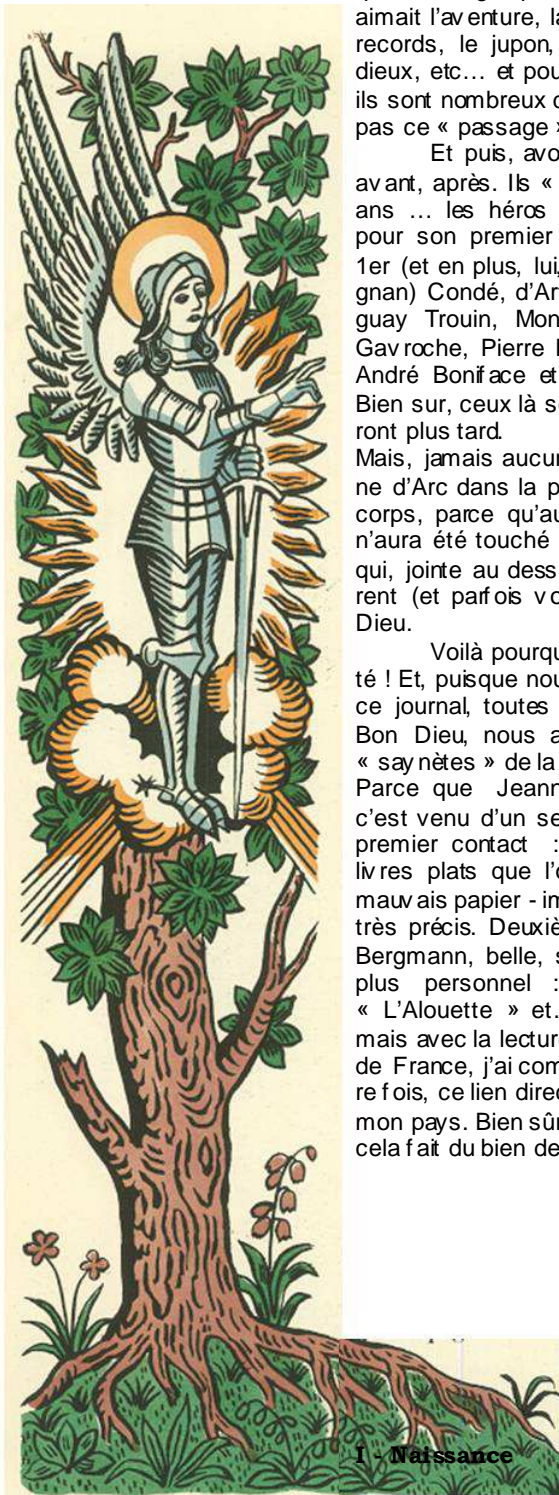 aimait l'aventure, la
records, le jupon,
dieux, etc… et pou
ils sont nombreux
pas ce « passage »
Et puis, avo
avant, après. Ils «
ans … les héros
pour son premier
1er (et en plus, lui,
gnan) Condé, d'Ar
guay Trouin, Mon
Gavroche, Pierre
André Boniface et
Bien sur, ceux là s
ront plus tard.
Mais, jamais aucun
ne d'Arc dans la p
corps, parce qu'au
n'aura été touché
qui, jointe au dess
rent (et parfois vo
Dieu.
Voilà pourqu
té ! Et, puisque nou
ce journal, toutes
Bon Dieu, nous a
« saynètes » de la
Parce que Jeann
c'est venu d'un se
premier contact :
livres plats que l'o
mauvais papier - im
très précis. Deuxiè
Bergmann, belle, s
plus personnel :
« L'Alouette » et.
mais avec la lecture
de France, j'ai com
re fois, ce lien direc
mon pays. Bien sûr
cela fait du bien de
I - Naissance